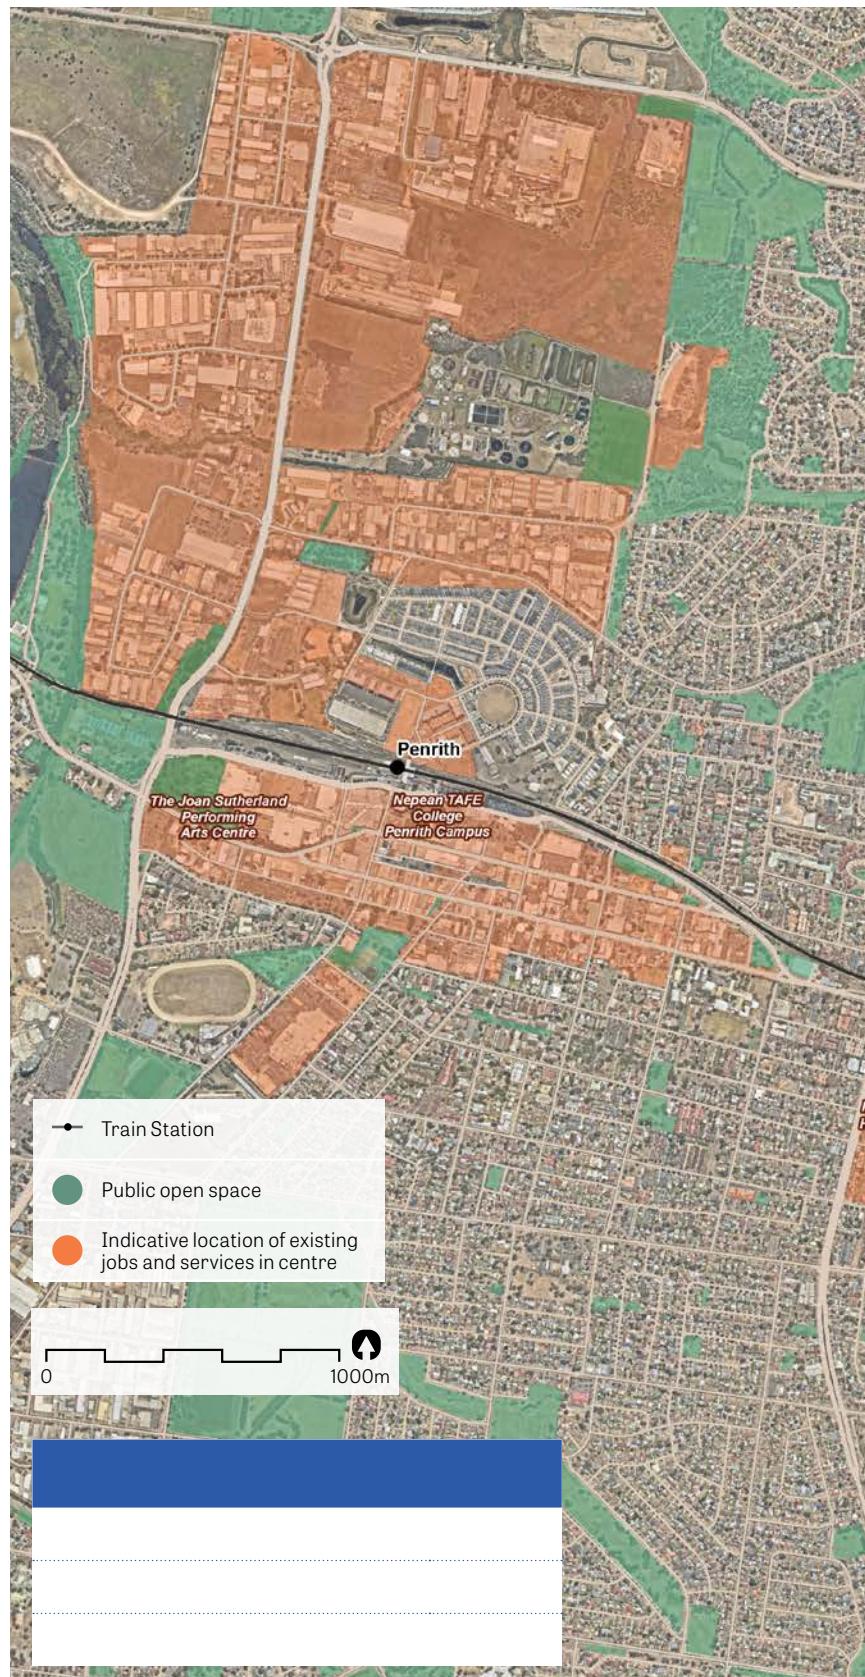 Penrith
The Joan Sutherland
Performing
Arts Centre
Nepean TAFE
College
Penrith Campus
Train Station
Public open space
Indicative location of existing
jobs and services in centre
0
1000m